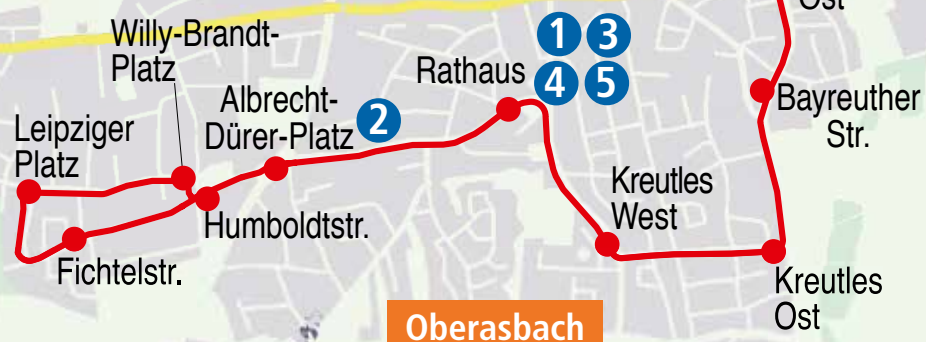 Ost
Willy-Brandt-
Platz
1 3
4 5
Rathaus
Albrecht-
Dürer-Platz
2
Bayreuther
Str.
Leipziger
Platz
Kreutles
West
Humboldtstr.
Fichtelstr.
Kreutles
Ost
Oberasbach